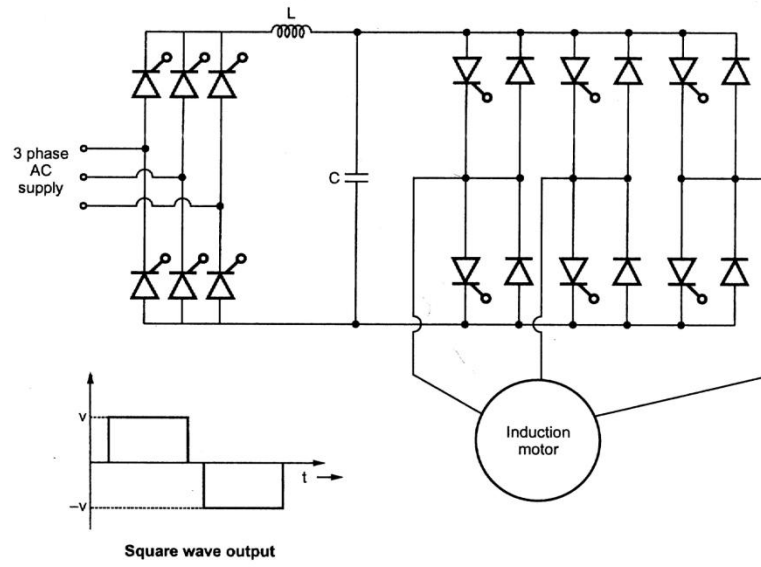 L
3 phase
AC
supply
C
v
t
–v
Induction
motor
Square wave output